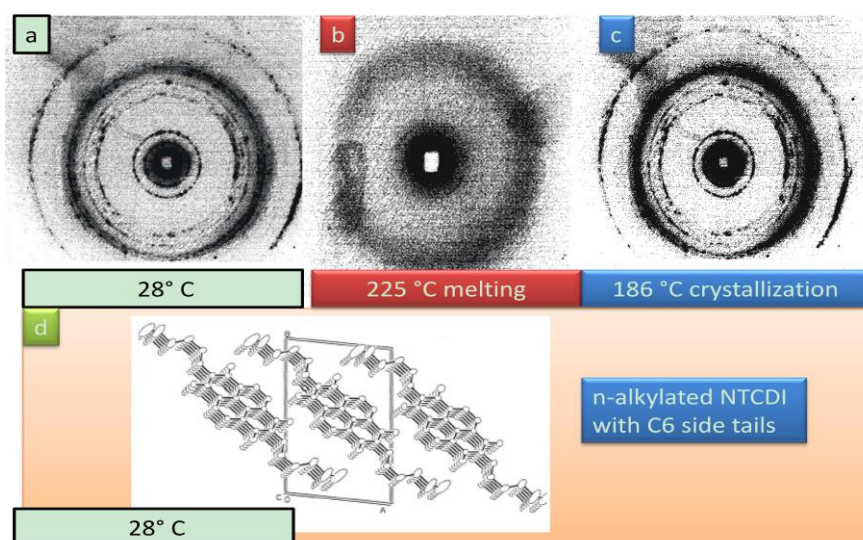 a
b
c
28° C
225 °C melting
186 °C crystallization
d
n-alkylated NTCDI
with C6 side tails
C
O
A
28° C